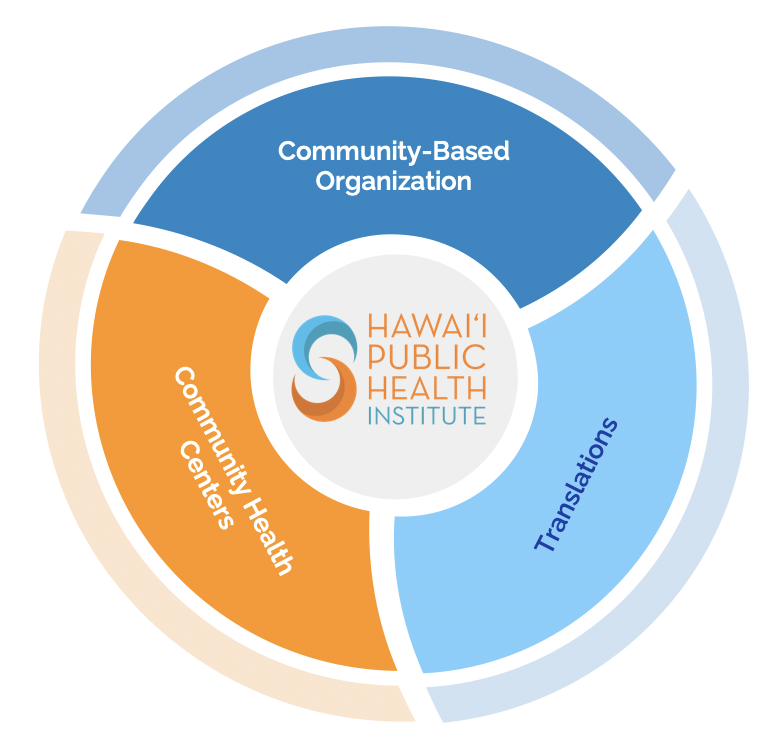 Community-Based
Organization
HAWAIʻI
PUBLIC
HEALTH
INSTITUTE
Community Health
Centers
Translations